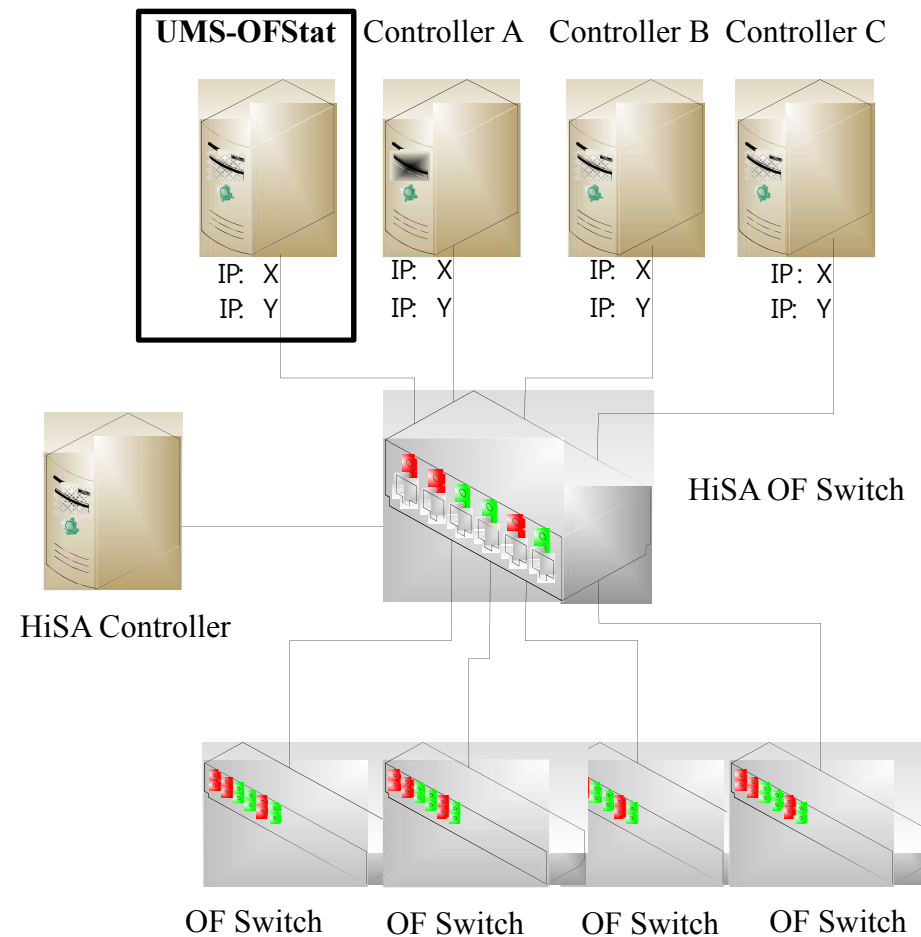 UMS-OFStat Controller A Controller B Controller C
IP: X IP: X IP: X IP: X
IP: Y IP: Y IP: Y IP: Y
HiSA OF Switch
HiSA Controller
OF Switch OF Switch OF Switch OF Switch